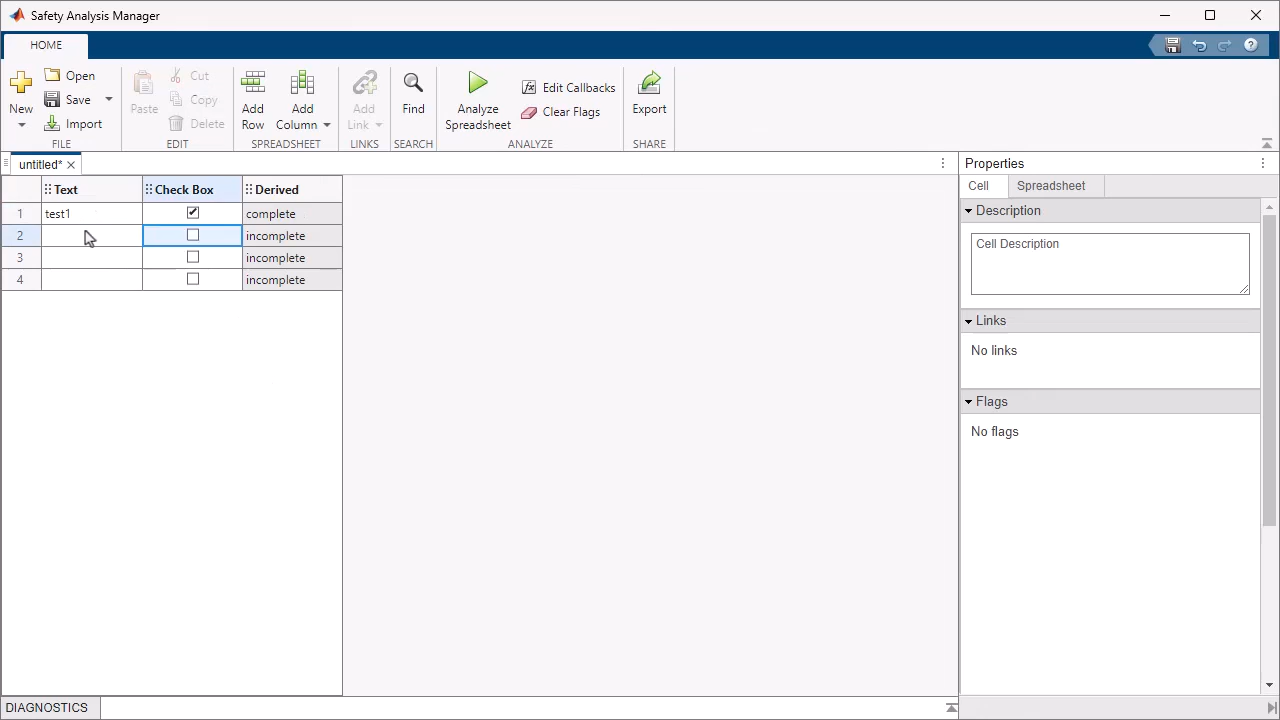 Safety Analysis Manager
HOME
New
Open
Save
Import
FILE
Paste
Cut
Copy
Delete
EDIT
Add Row
Add Column
SPREADSHEET
Add Link
LINKS
Find
SEARCH
Analyze Spreadsheet
Edit Callbacks
Clear Flags
ANALYZE
Export
SHARE
untitled*
Text Check Box Derived
1 test1 complete
2 incomplete
3 incomplete
4 incomplete
Properties
Cell Spreadsheet
Description
Cell Description
Links
No links
Flags
No flags
DIAGNOSTICS